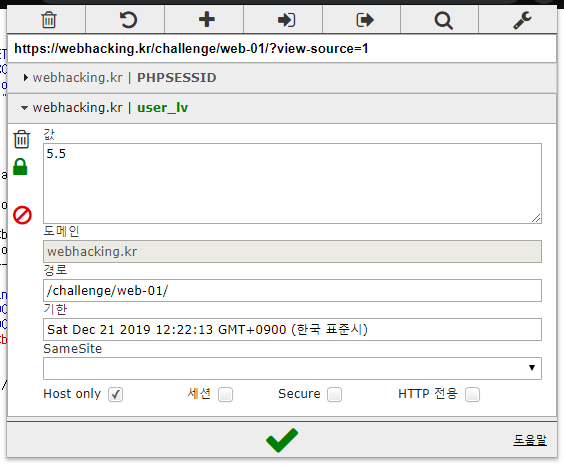 https://webhacking.kr/challenge/web-01/?view-source=1
webhacking.kr | PHPSESSID
webhacking.kr | user_lv
값
5.5
도메인
webhacking.kr
경로
/challenge/web-01/
기한
Sat Dec 21 2019 12:22:13 GMT+0900 (한국 표준시)
SameSite
Host only 세션 Secure HTTP 전용
도움말